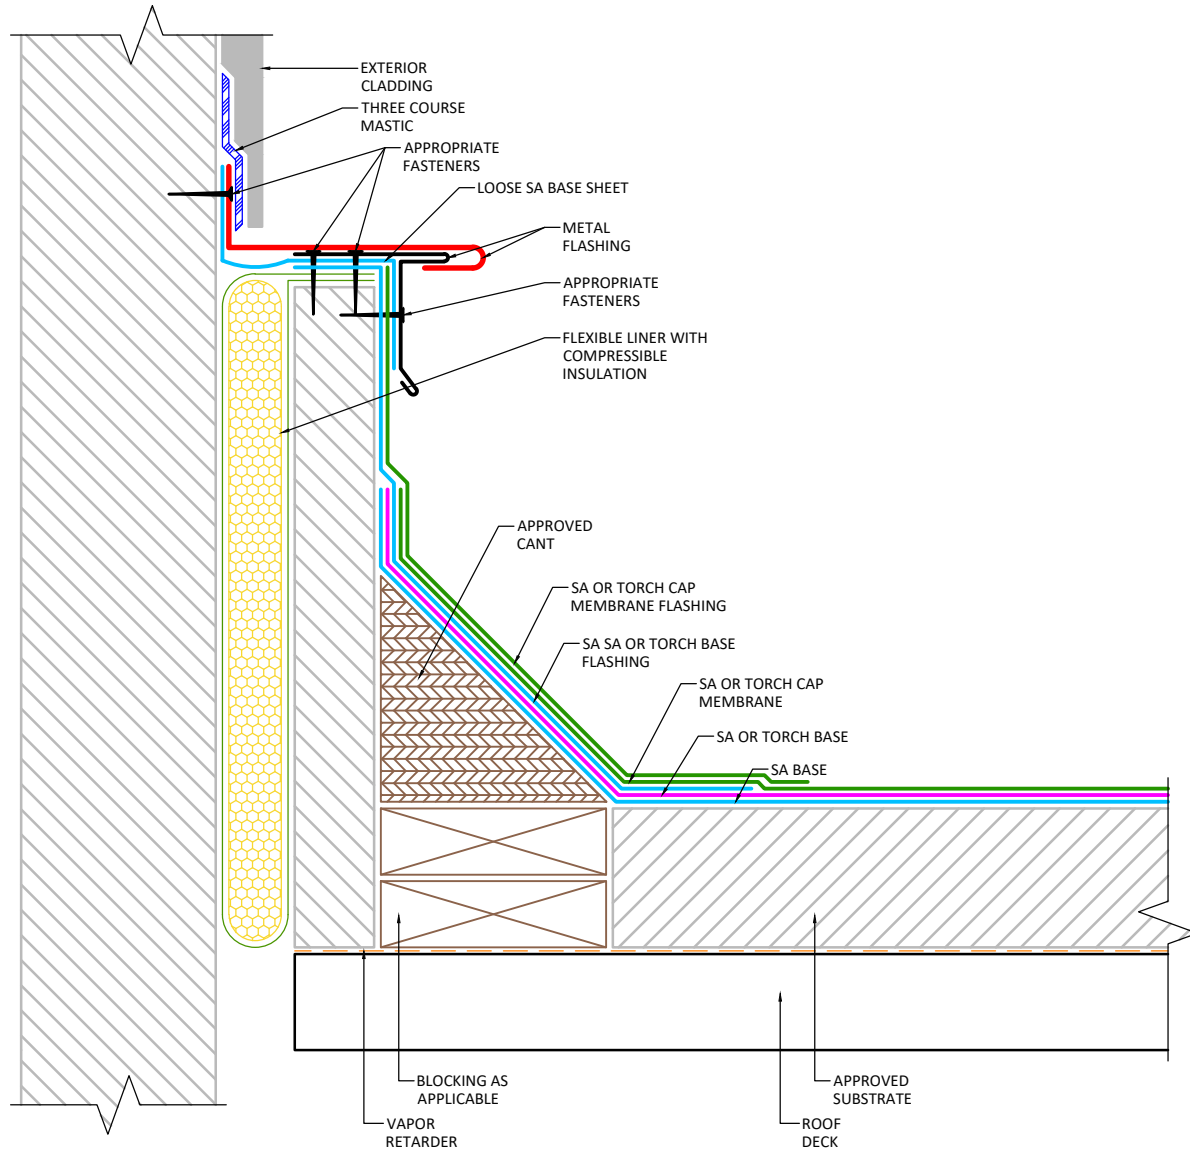 EXTERIOR
CLADDING
THREE COURSE
MASTIC
APPROPRIATE
FASTENERS
LOOSE SA BASE SHEET
METAL
FLASHING
APPROPRIATE
FASTENERS
FLEXIBLE LINER WITH
COMPRESSIBLE
INSULATION
APPROVED
CANT
SA OR TORCH CAP
MEMBRANE FLASHING
SA SA OR TORCH BASE
FLASHING
SA OR TORCH CAP
MEMBRANE
SA OR TORCH BASE
SA BASE
BLOCKING AS
APPLICABLE
APPROVED
SUBSTRATE
VAPOR
RETARDER
ROOF
DECK